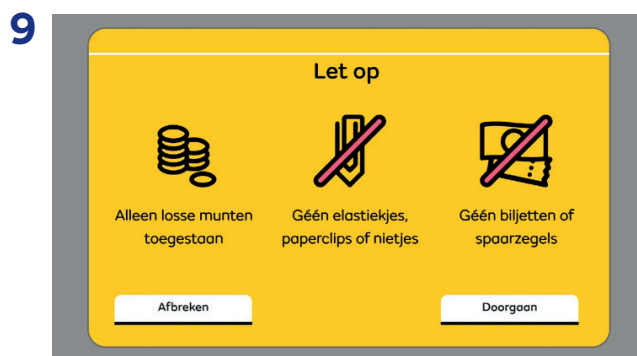 9
Let op
Alleen losse munten
toegestaan
Géén elastiekjes,
paperclips of nietjes
Géén biljetten of
spaarzegels
Afbreken
Doorgaan